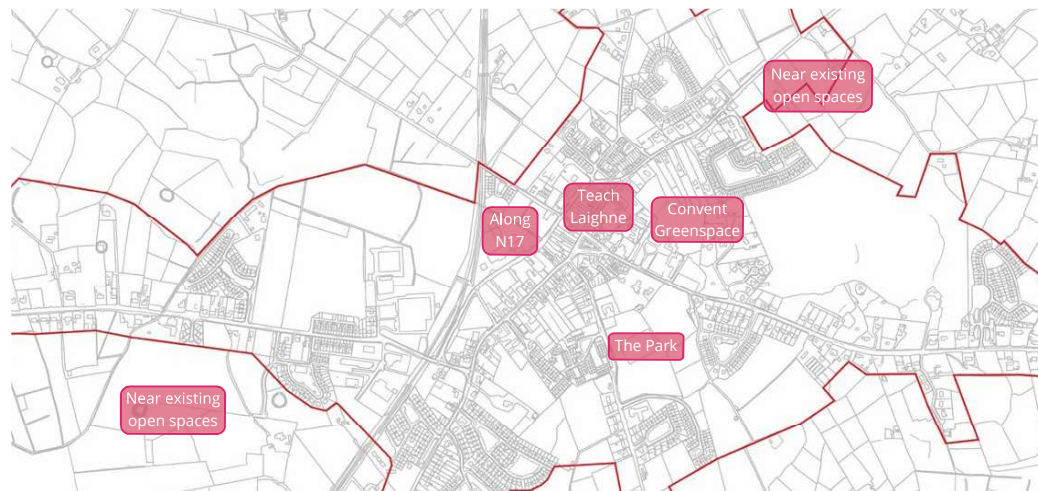 Near existing
open spaces
Teach
Laighne
Along
N17
Convent
Greenspace
The Park
Near existing
open spaces